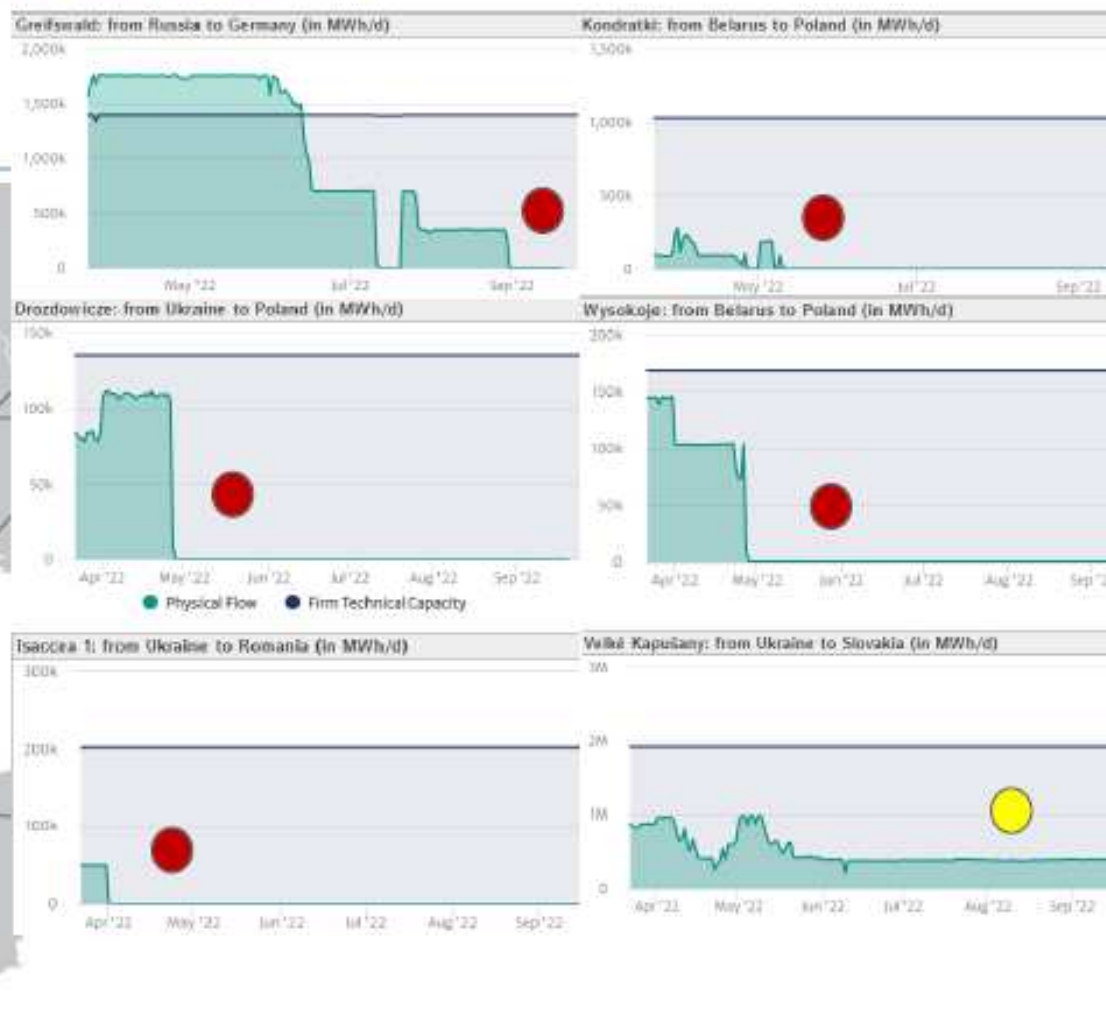 Greifswald: from Russia to Germany (in MWh/d)
2,000k
1,500k
1,000k
500k
0
May '22
Jul '22
Sep '22
Kondratki: from Belarus to Poland (in MWh/d)
1,500k
1,000k
500k
0
May '22
Jul '22
Sep '22
Drozdowicze: from Ukraine to Poland (in MWh/d)
150k
100k
50k
0
Apr '22
May '22
Jun '22
Jul '22
Aug '22
Sep '22
Wysokoje: from Belarus to Poland (in MWh/d)
200k
150k
100k
50k
0
Apr '22
May '22
Jun '22
Jul '22
Aug '22
Sep '2
Physical Flow
Firm Technical Capacity
Isaccea 1: from Ukraine to Romania (in MWh/d)
300k
200k
100k
0
Apr '22
May '22
Jun '22
Jul '22
Aug '22
Sep '22
Velké Kapušany: from Ukraine to Slovakia (in MWh/d)
3M
2M
1M
0
Apr '22
May '22
Jun '22
Jul '22
Aug '22
Sep '22